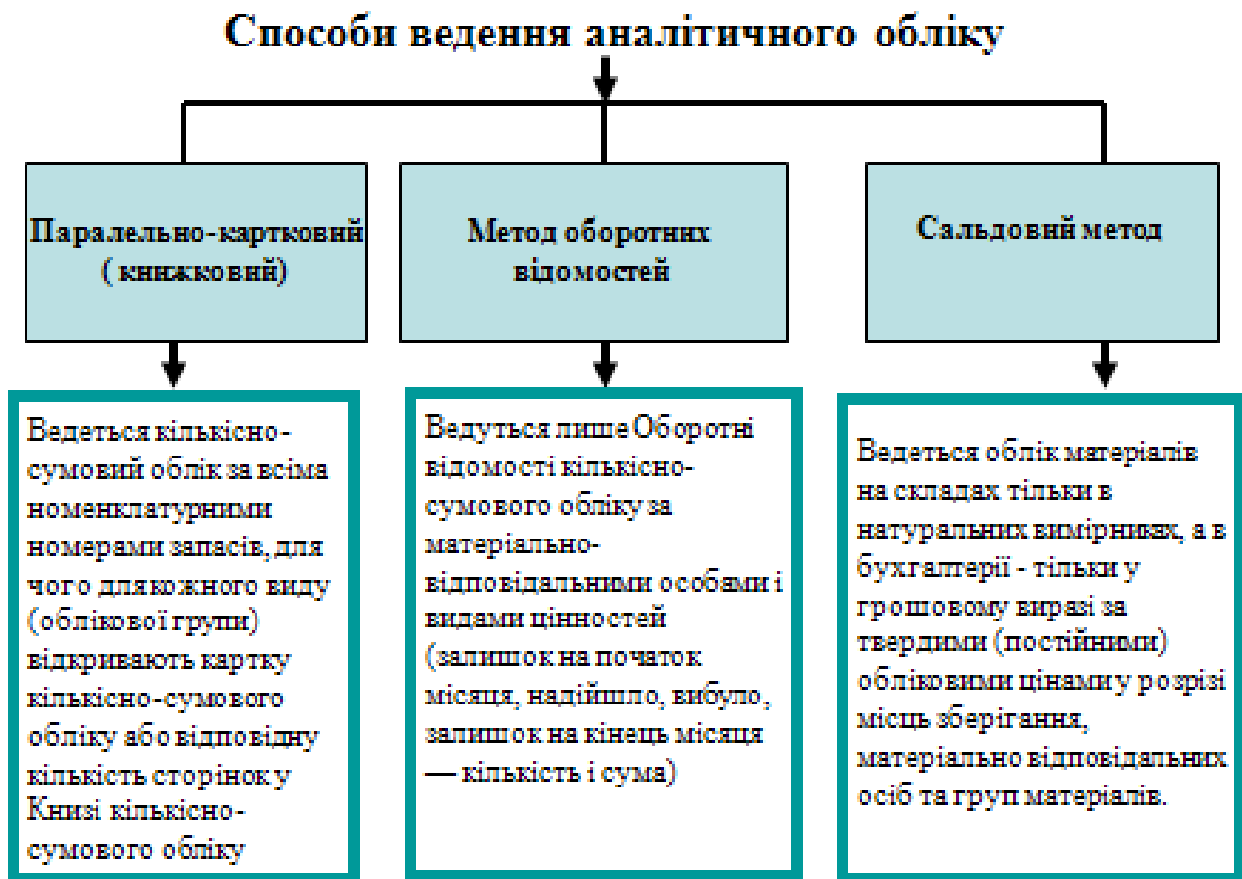 Способи ведення аналітичного обліку
Паралельно-картковий
( книжковий)
Метод оборотних
відомостей
Сальдовий метод
Ведеться кількісно-
сумовий облік за всіма
номенклатурними
номерами запасів, для
чого для кожного виду
(облікової групи)
відкривають картку
кількісно-сумового
обліку або відповідну
кількість сторінок у
Книзі кількісно-
сумового обліку
Ведуться лише Оборотні
відомості кількісно-
сумового обліку за
матеріально-
відповідальними особами і
видами цінностей
(залишок на початок
місяця, надійшло, вибуло,
залишок на кінець місяця
— кількість і сума)
Ведеться облік матеріалів
на складах тільки в
натуральних вимірниках, а в
бухгалтерії - тільки у
грошовому виразі за
твердими (постійними)
обліковими цінами у розрізі
місць зберігання,
матеріально відповідальних
осіб та груп матеріалів.